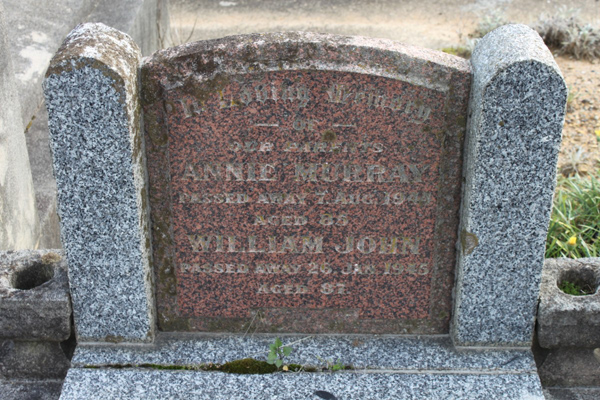 In Loving Memory
— OF —
OUR PARENTS
ANNIE MURRAY
PASSED AWAY 7. AUG. 1944
AGED 85
WILLIAM JOHN
PASSED AWAY 26. JAN. 1945
AGED 87